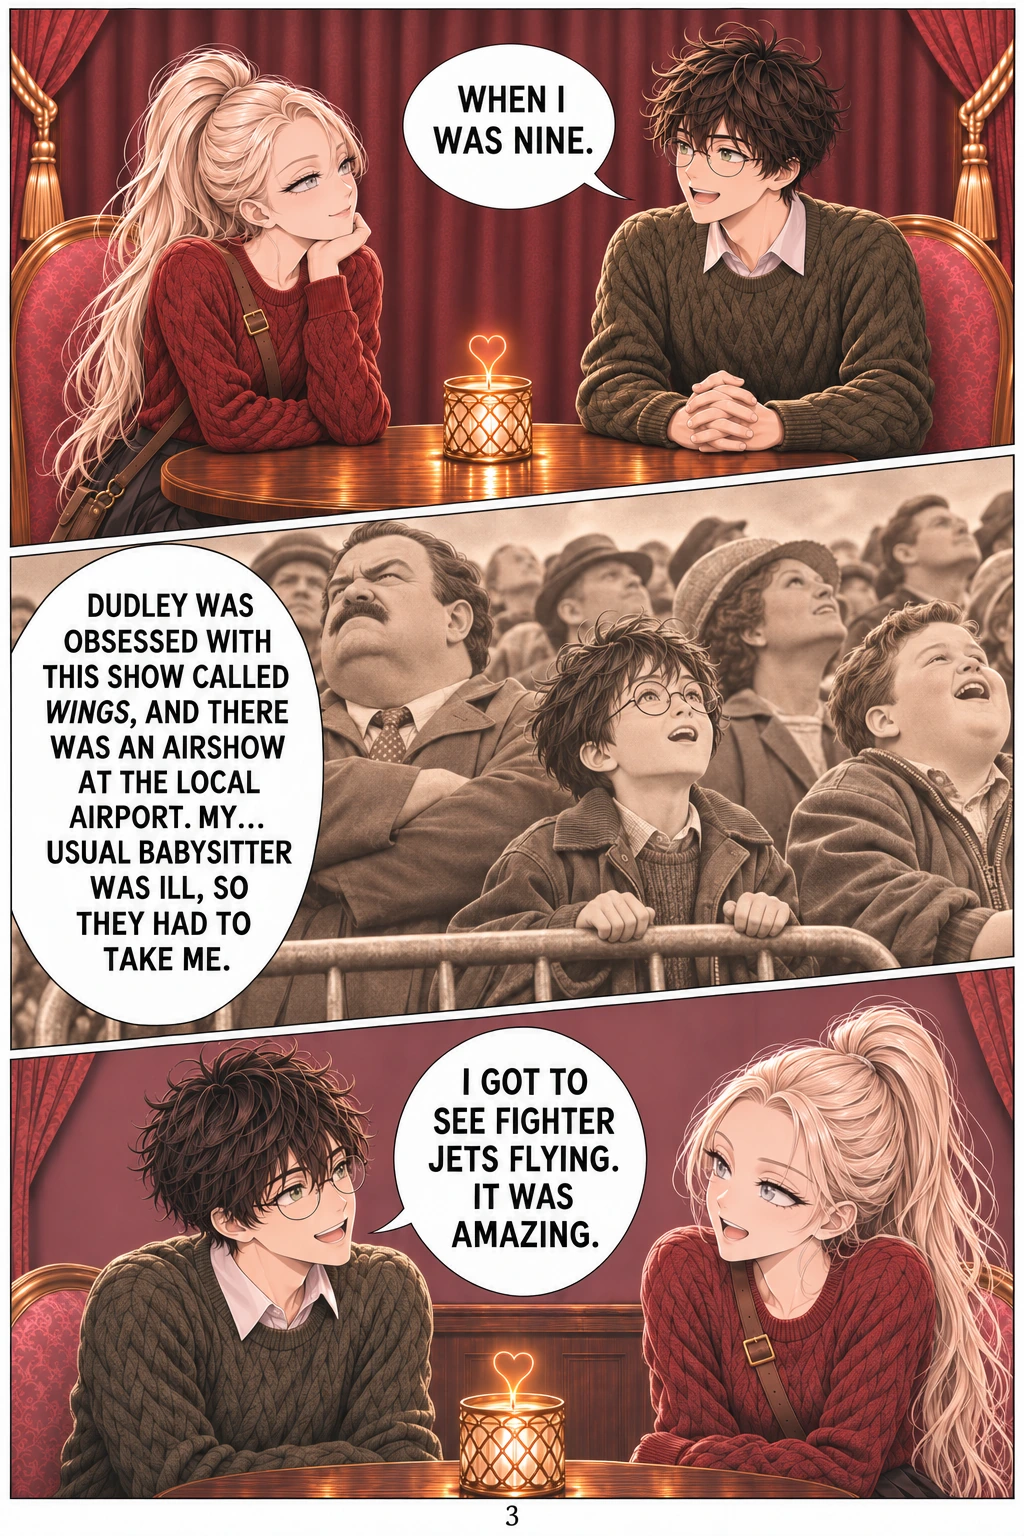 WHEN I
WAS NINE.
DUDLEY WAS
OBSESSED WITH
THIS SHOW CALLED
WINGS, AND THERE
WAS AN AIRSHOW
AT THE LOCAL
AIRPORT. MY...
USUAL BABYSITTER
WAS ILL, SO
THEY HAD TO
TAKE ME.
I GOT TO
SEE FIGHTER
JETS FLYING.
IT WAS
AMAZING.
3